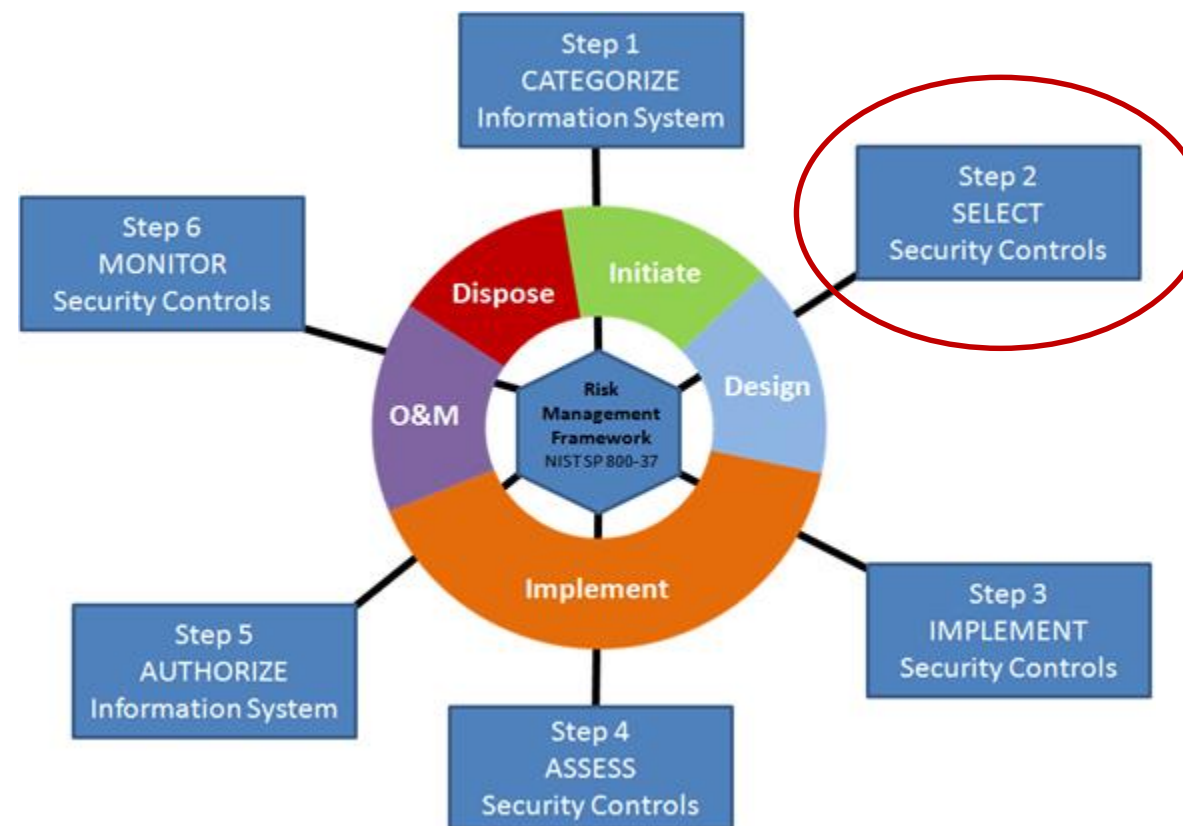 Step 1
CATEGORIZE
Information System
Step 2
SELECT
Security Controls
Step 6
MONITOR
Security Controls
Initiate
Dispose
Design
O&M
Risk
Management
Framework
NIST SP 800-37
Implement
Step 3
IMPLEMENT
Security Controls
Step 5
AUTHORIZE
Information System
Step 4
ASSESS
Security Controls